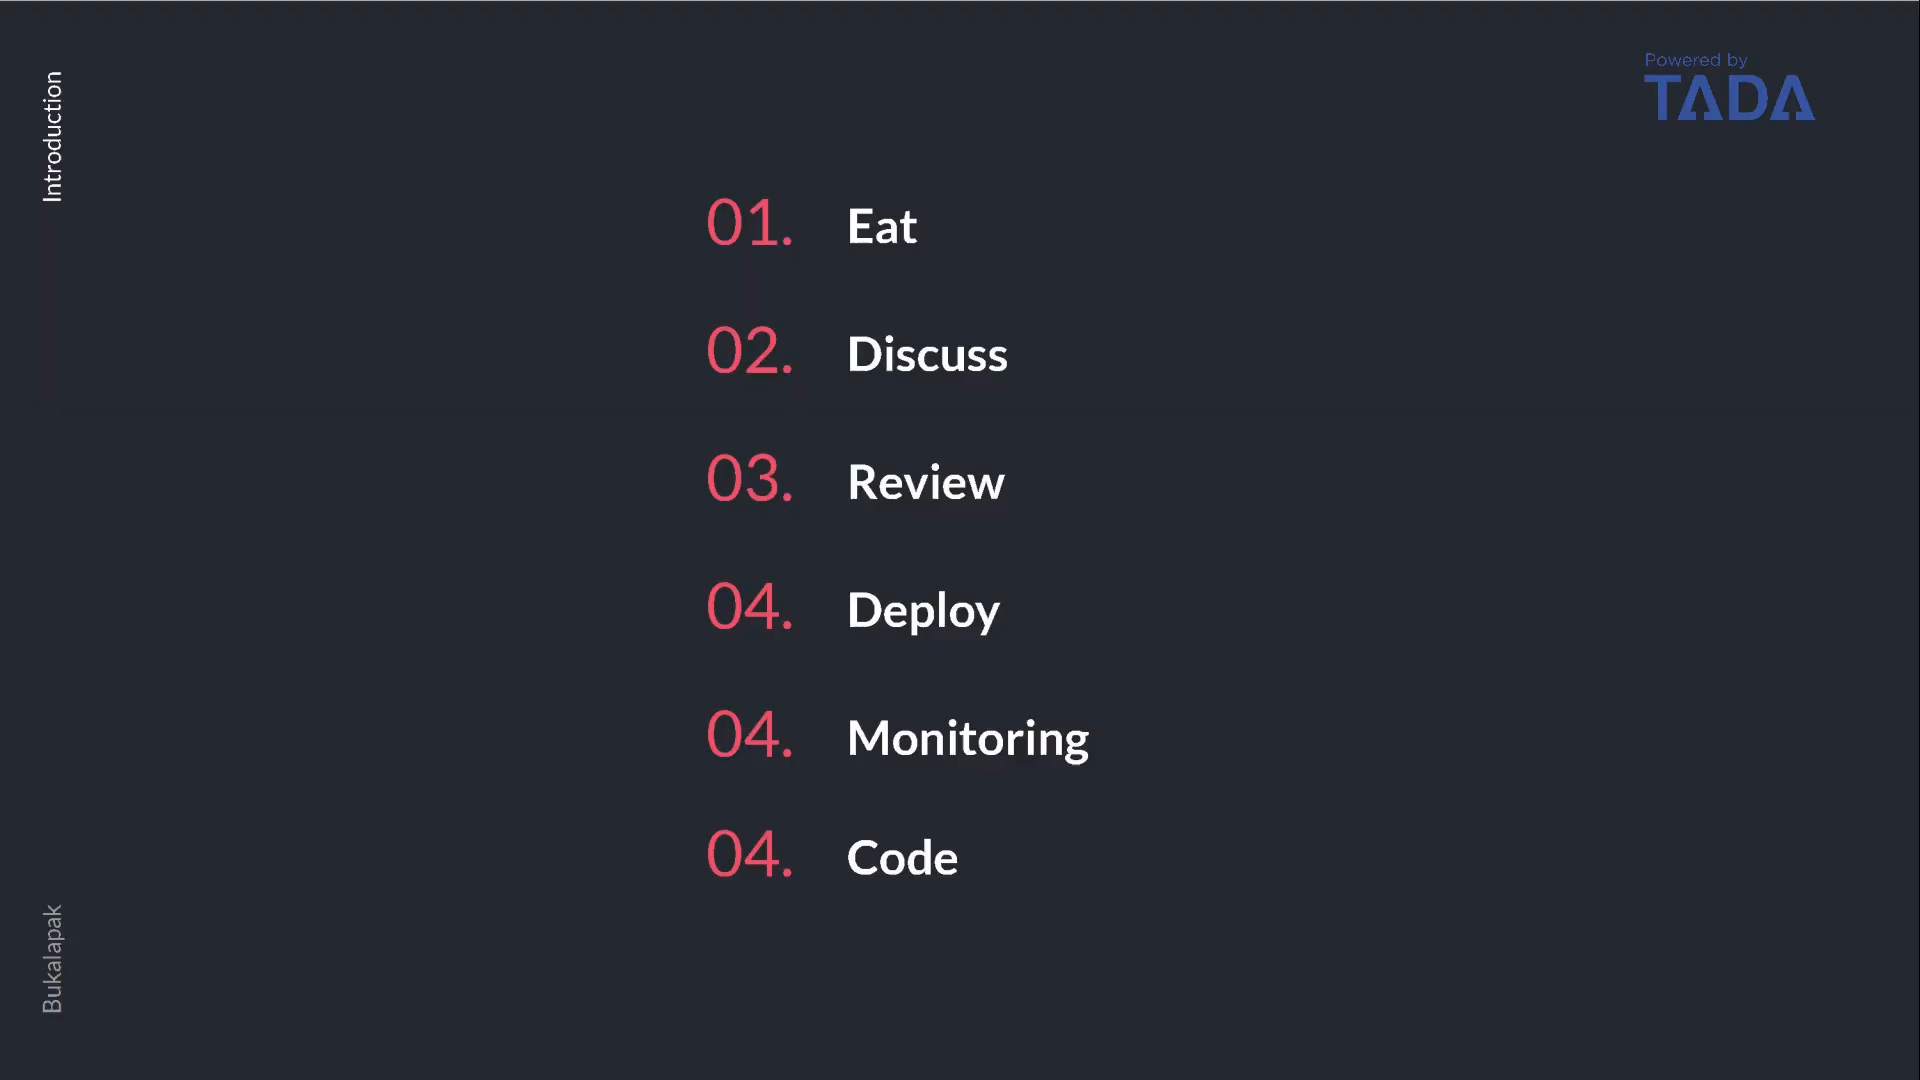 Introduction
Powered by
TADA
01. Eat
02. Discuss
03. Review
04. Deploy
04. Monitoring
04. Code
Bukalapak